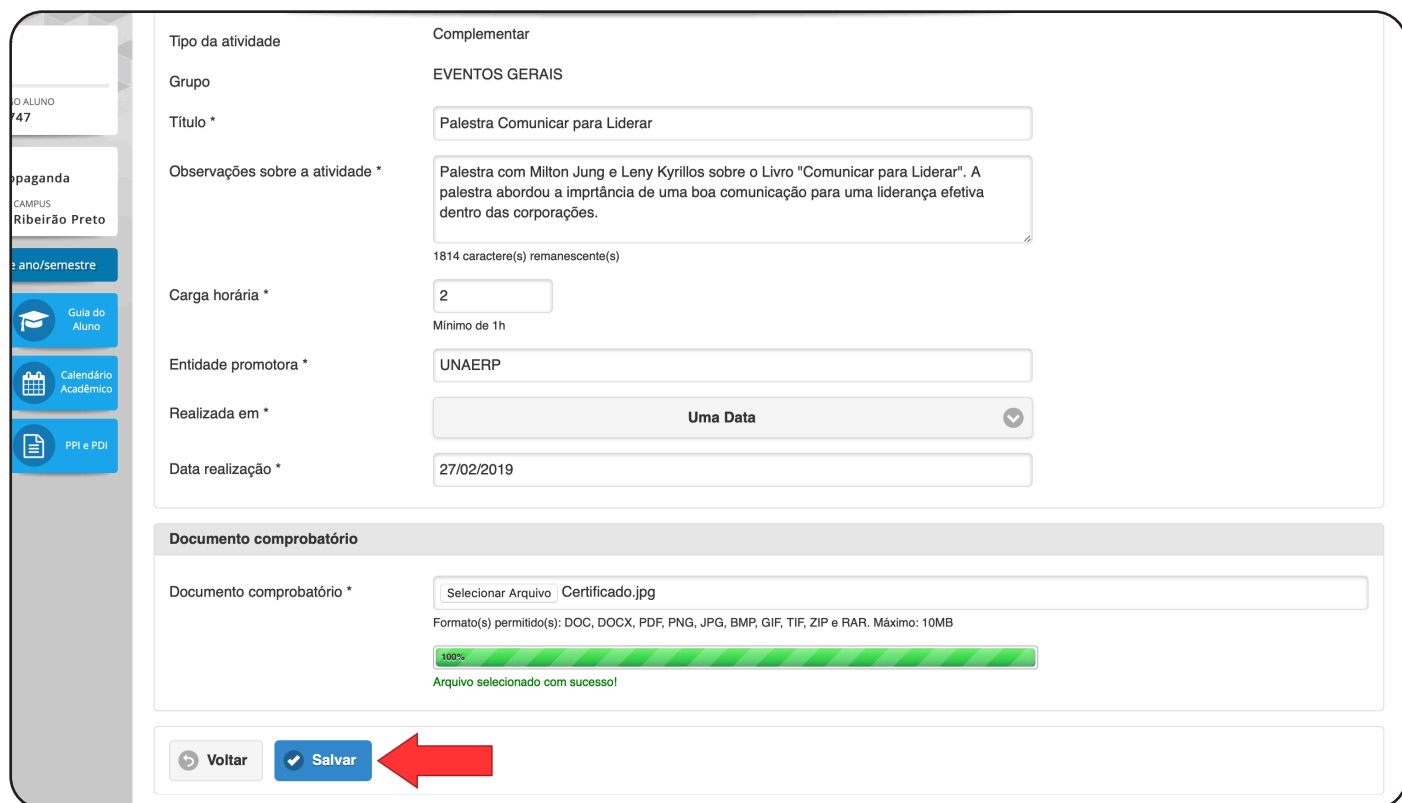 O ALUNO
747
opaganda
CAMPUS
Ribeirão Preto
e ano/semestre
Guia do
Aluno
Calendário
Acadêmico
PPI e PDI
Tipo da atividade
Complementar
Grupo
EVENTOS GERAIS
Título *
Palestra Comunicar para Liderar
Observações sobre a atividade *
Palestra com Milton Jung e Leny Kyrillos sobre o Livro "Comunicar para Liderar". A
palestra abordou a imprtância de uma boa comunicação para uma liderança efetiva
dentro das corporações.
1814 caractere(s) remanescente(s)
Carga horária *
2
Mínimo de 1h
Entidade promotora *
UNAERP
Realizada em *
Uma Data
Data realização *
27/02/2019
Documento comprobatório
Documento comprobatório *
Selecionar Arquivo Certificado.jpg
Formato(s) permitido(s): DOC, DOCX, PDF, PNG, JPG, BMP, GIF, TIF, ZIP e RAR. Máximo: 10MB
100%
Arquivo selecionado com sucesso!
Voltar
Salvar